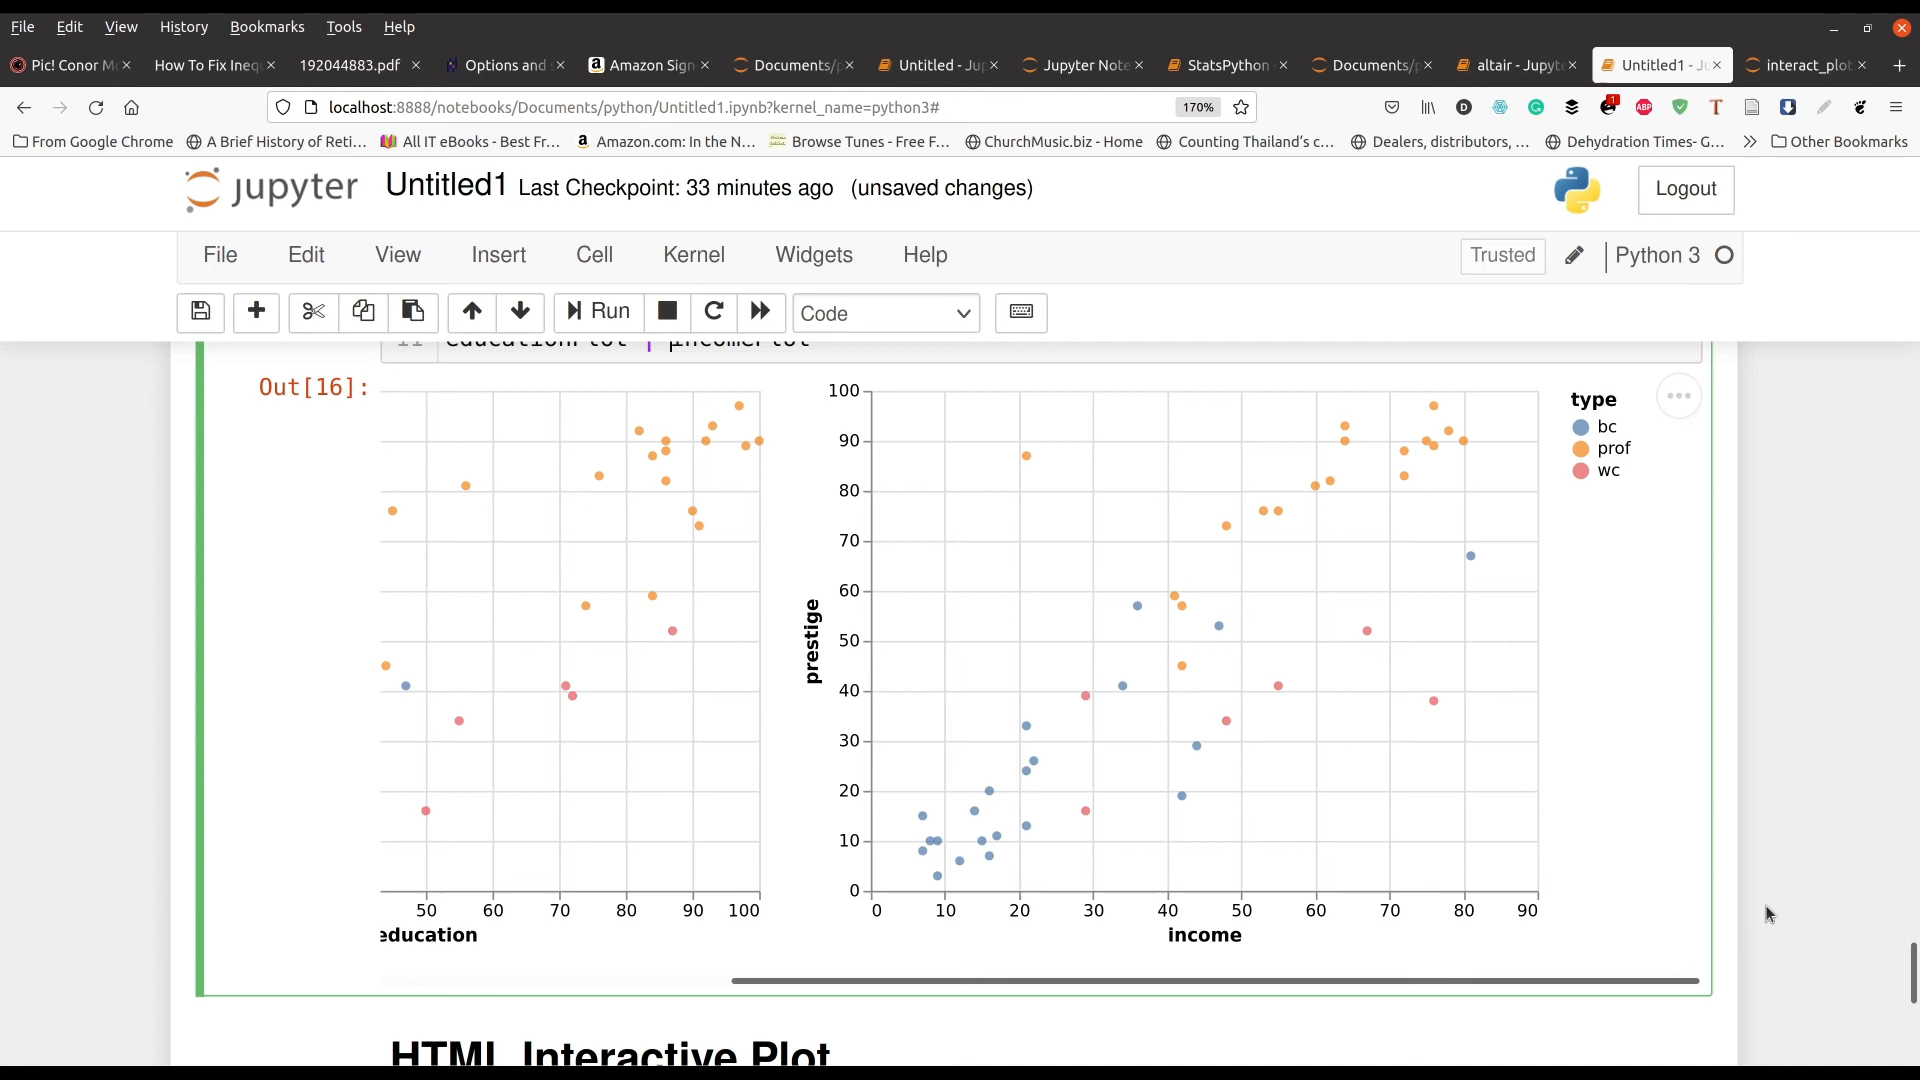 File Edit View History Bookmarks Tools Help
Pic! Conor M How To Fix Ineq 192044883.pdf Options and Amazon Sign Documents/p Untitled - Jup Jupyter Note StatsPython Documents/p altair - Jupyt Untitled1 - J interact_plot
localhost:8888/notebooks/Documents/python/Untitled1.ipynb?kernel_name=python3# 170% D 1 ABP T
From Google Chrome A Brief History of Reti... All IT eBooks - Best Fr... Amazon.com: In the N... Browse Tunes - Free F... ChurchMusic.biz - Home Counting Thailand's c... Dealers, distributors, ... Dehydration Times- G... Other Bookmarks
jupyter Untitled1 Last Checkpoint: 33 minutes ago (unsaved changes) Logout
File Edit View Insert Cell Kernel Widgets Help Trusted Python 3
Run Code
11 educationPlot | incomePlot
Out[16]:
100
90
80
70
60
50
40
30
20
10
0
prestige
50 60 70 80 90 100
education
0 10 20 30 40 50 60 70 80 90
income
type
bc
prof
wc
HTML Interactive Plot